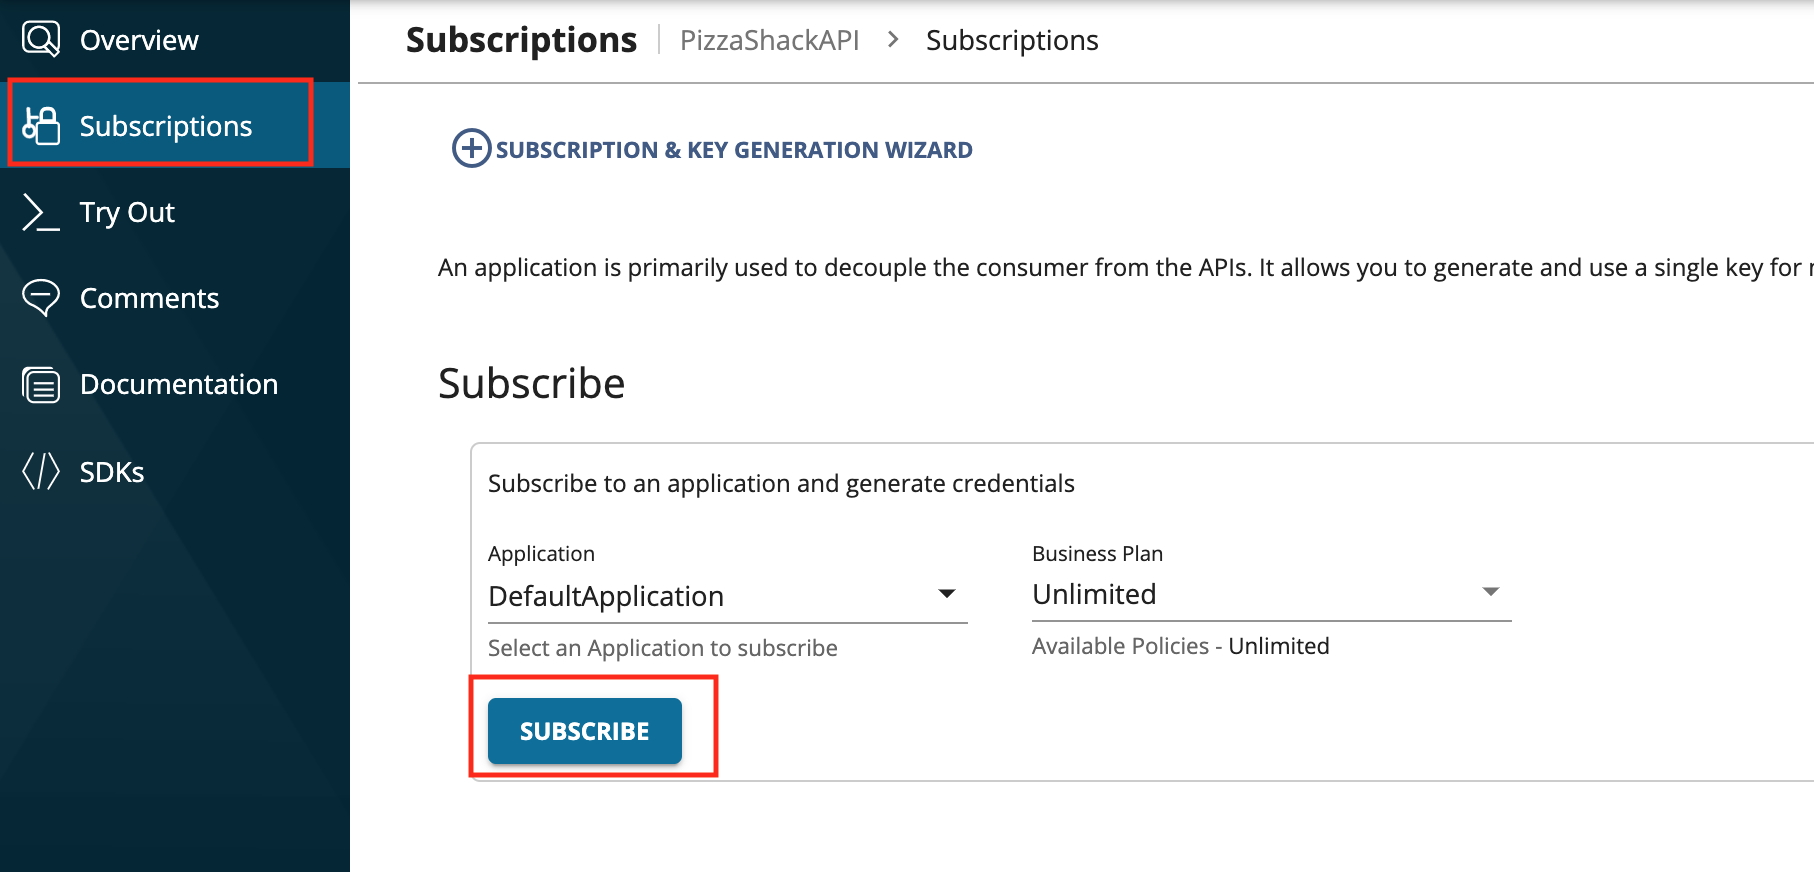 Overview
Subscriptions
Try Out
Comments
Documentation
SDKs
Subscriptions PizzaShackAPI > Subscriptions
SUBSCRIPTION & KEY GENERATION WIZARD
An application is primarily used to decouple the consumer from the APIs. It allows you to generate and use a single key for
Subscribe
Subscribe to an application and generate credentials
Application Business Plan
DefaultApplication Unlimited
Select an Application to subscribe Available Policies - Unlimited
SUBSCRIBE